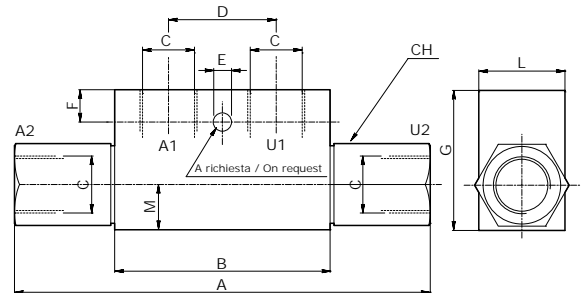 D
C E C CH L
F
A2 A1 U1 U2
G
A richiesta / On request
C C
M
B
A